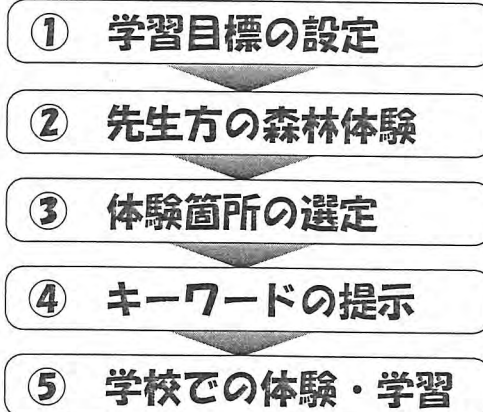 ① 学習目標の設定
② 先生方の森林体験
③ 体験箇所の選定
④ キーワードの提示
⑤ 学校での体験・学習